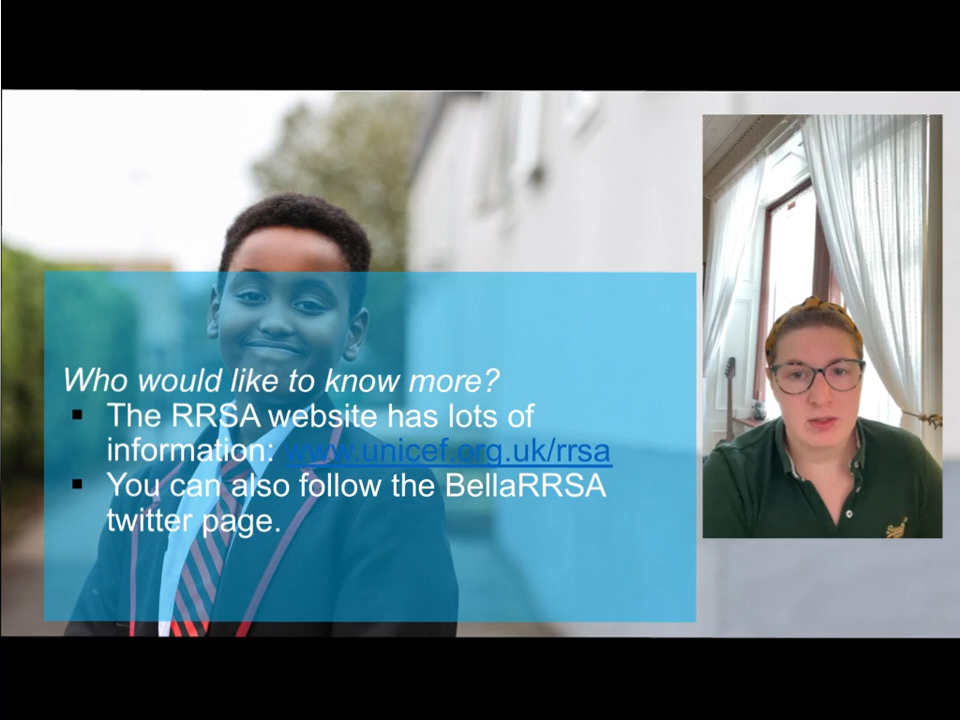 Who would like to know more?
▪ The RRSA website has lots of
information: www.unicef.org.uk/rrsa
▪ You can also follow the BellaRRSA
twitter page.